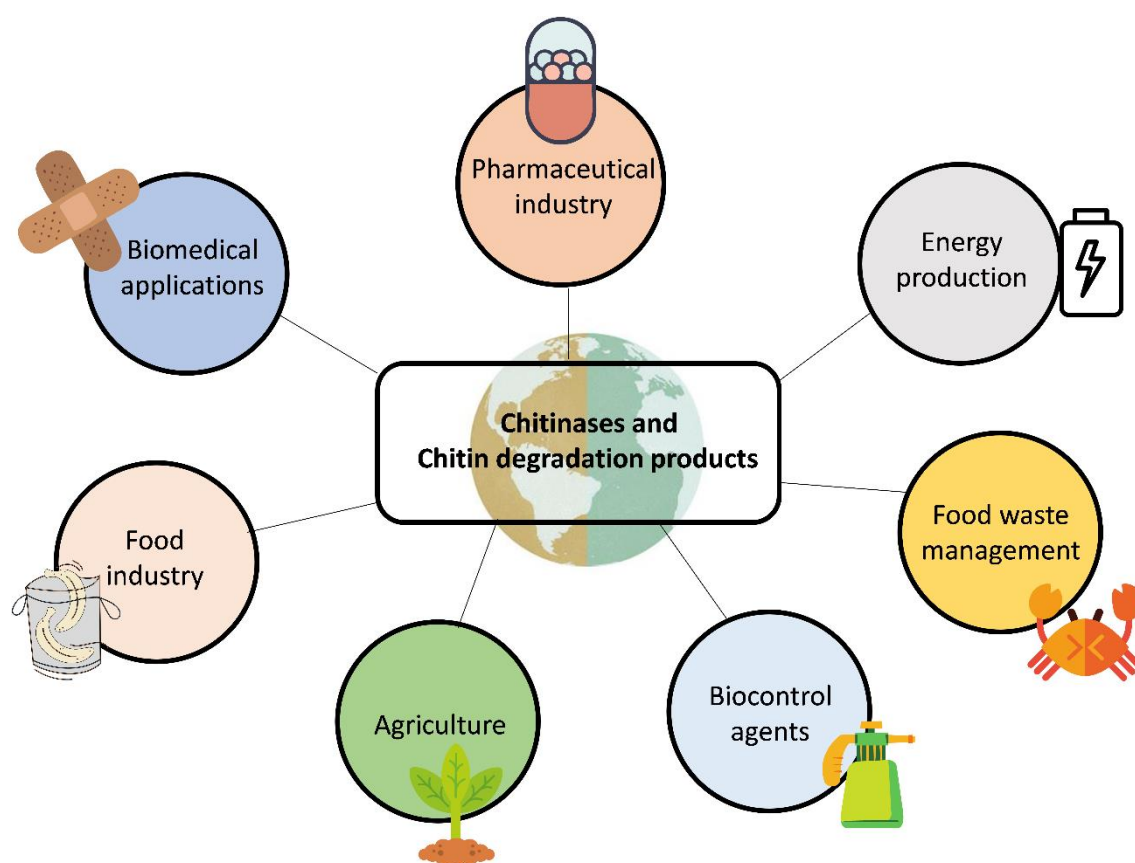 Pharmaceutical
industry
Biomedical
applications
Energy
production
Chitinases and
Chitin degradation products
Food
industry
Food waste
management
Agriculture
Biocontrol
agents